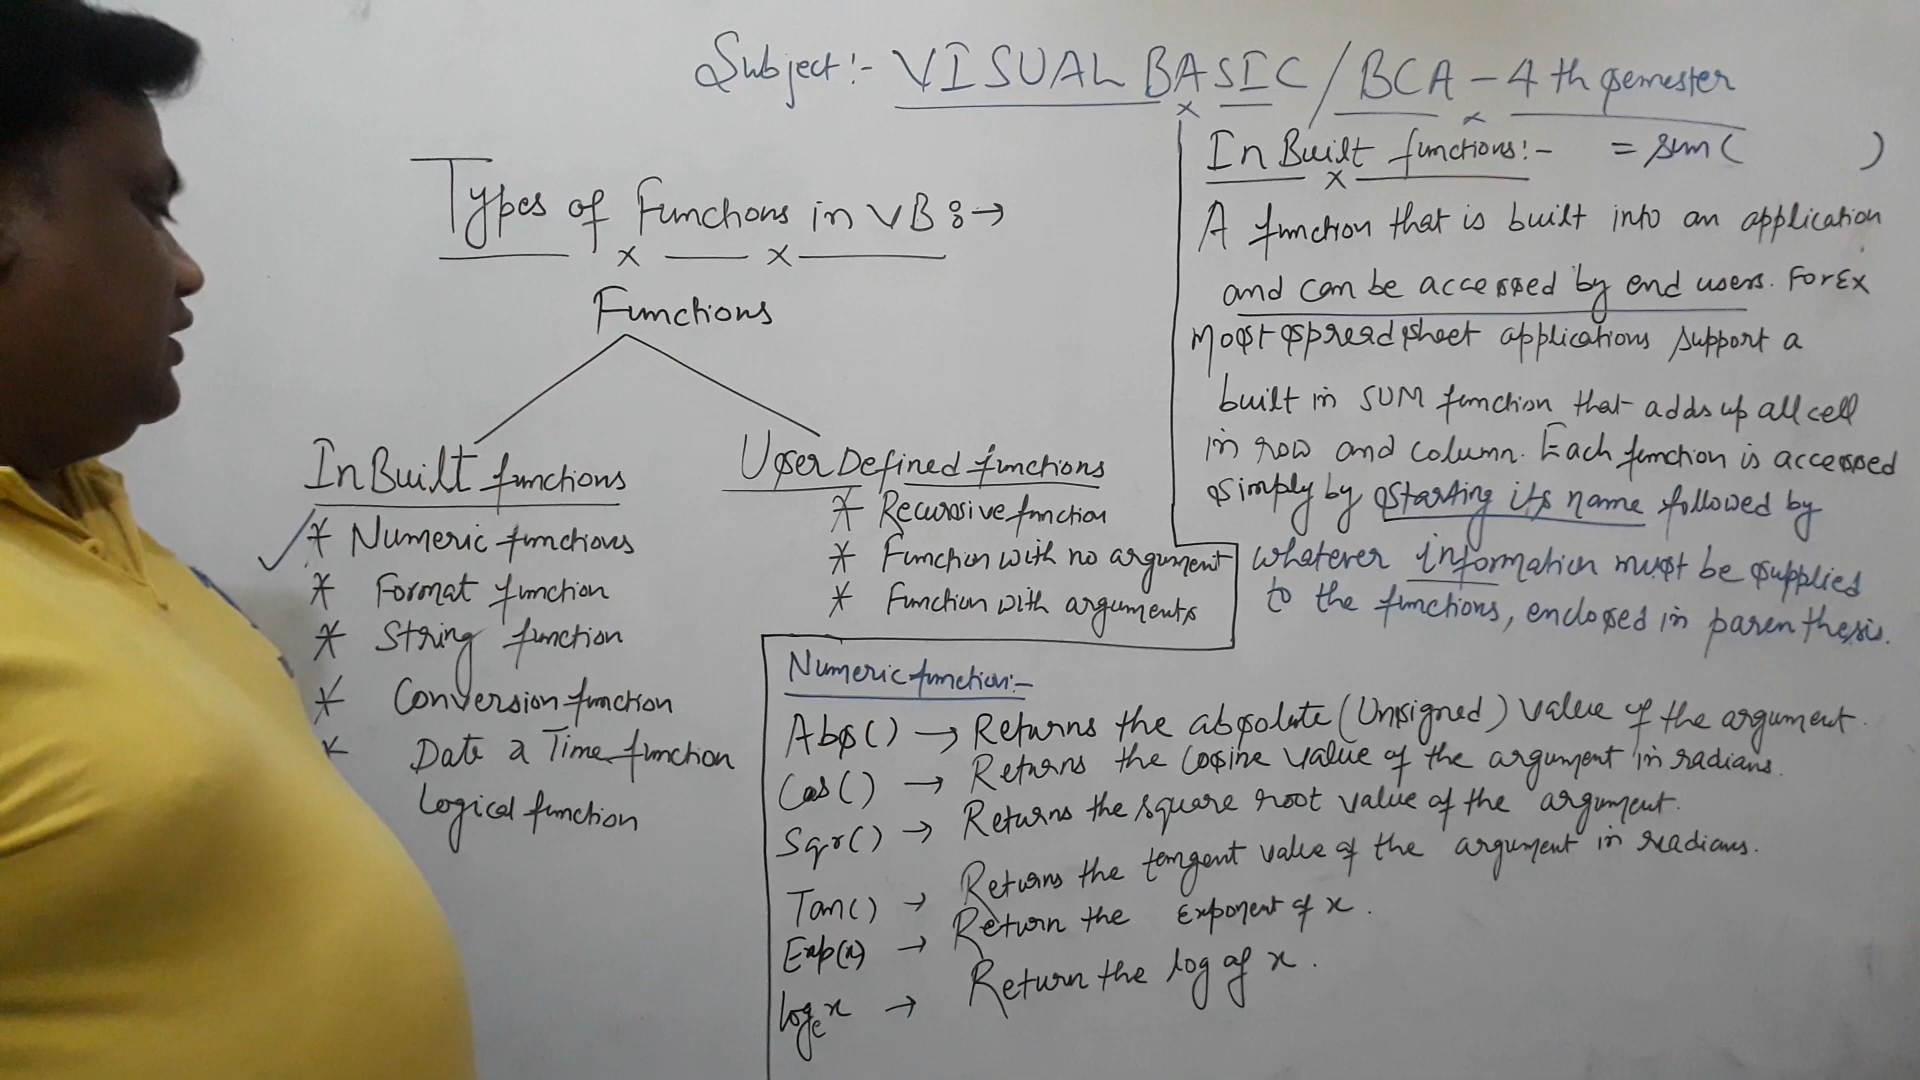 Subject:- VISUAL BASIC / BCA - 4th semester
Types of Functions in VB:→
Functions
InBuilt functions
* Numeric functions
* Format function
* String function
* Conversion function
* Date & Time function
Logical function
User Defined functions
* Recursive function
* Function with no argument
* Function with arguments
InBuilt functions:- = sum( )
A function that is built into an application
and can be accessed by end users. For Ex
most spreadsheet applications support a
built in SUM function that adds up all cell
in row and column. Each function is accessed
simply by starting its name followed by
whatever information must be supplied
to the functions, enclosed in parenthesis.
Numeric function:-
Abs() → Returns the absolute (Unsigned) value of the argument.
Cos() → Returns the cosine value of the argument in radians.
Sqr() → Returns the square root value of the argument.
Tan() → Returns the tangent value of the argument in radians.
Exp(x) → Return the Exponent of x.
logₑx → Return the log of x.